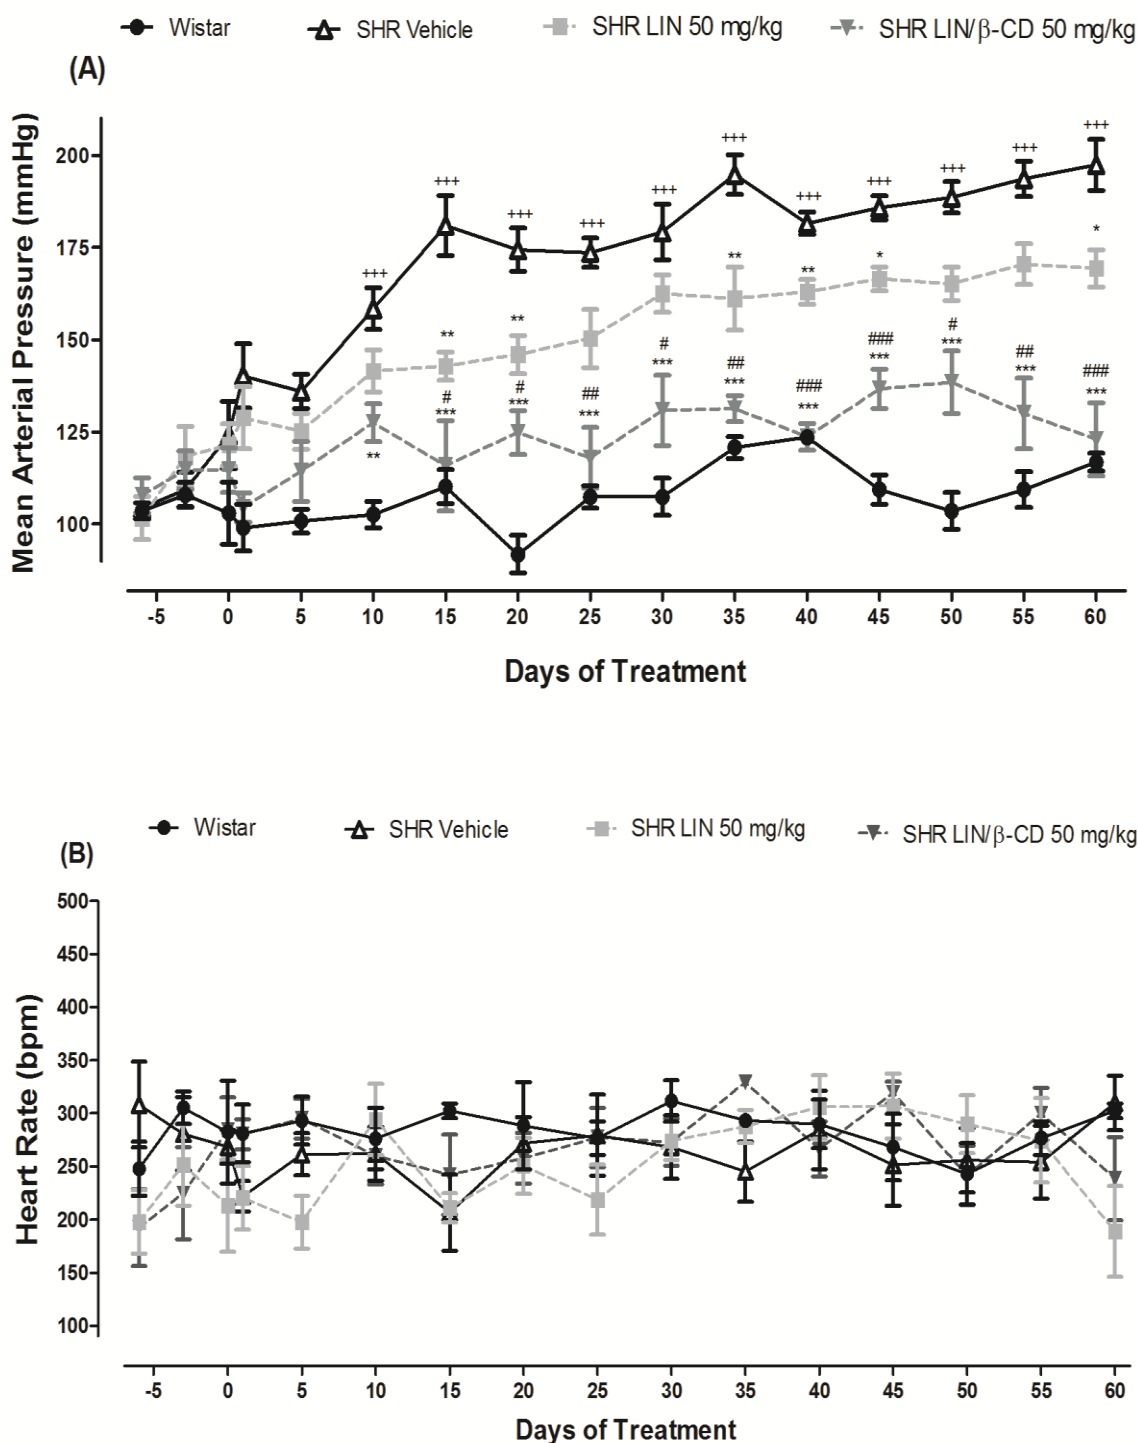 Wistar SHR Vehicle SHR LIN 50 mg/kg SHR LIN/β-CD 50 mg/kg
(A)
Mean Arterial Pressure (mmHg)
200
175
150
125
100
+++ +++ +++ +++ +++ +++ +++ +++ +++ +++ +++
** ** ** ** * *
# # ## # ## ### ### # ## ###
** *** *** *** *** *** *** *** *** *** ***
-5 0 5 10 15 20 25 30 35 40 45 50 55 60
Days of Treatment
Wistar SHR Vehicle SHR LIN 50 mg/kg SHR LIN/β-CD 50 mg/kg
(B)
Heart Rate (bpm)
500
450
400
350
300
250
200
150
100
-5 0 5 10 15 20 25 30 35 40 45 50 55 60
Days of Treatment